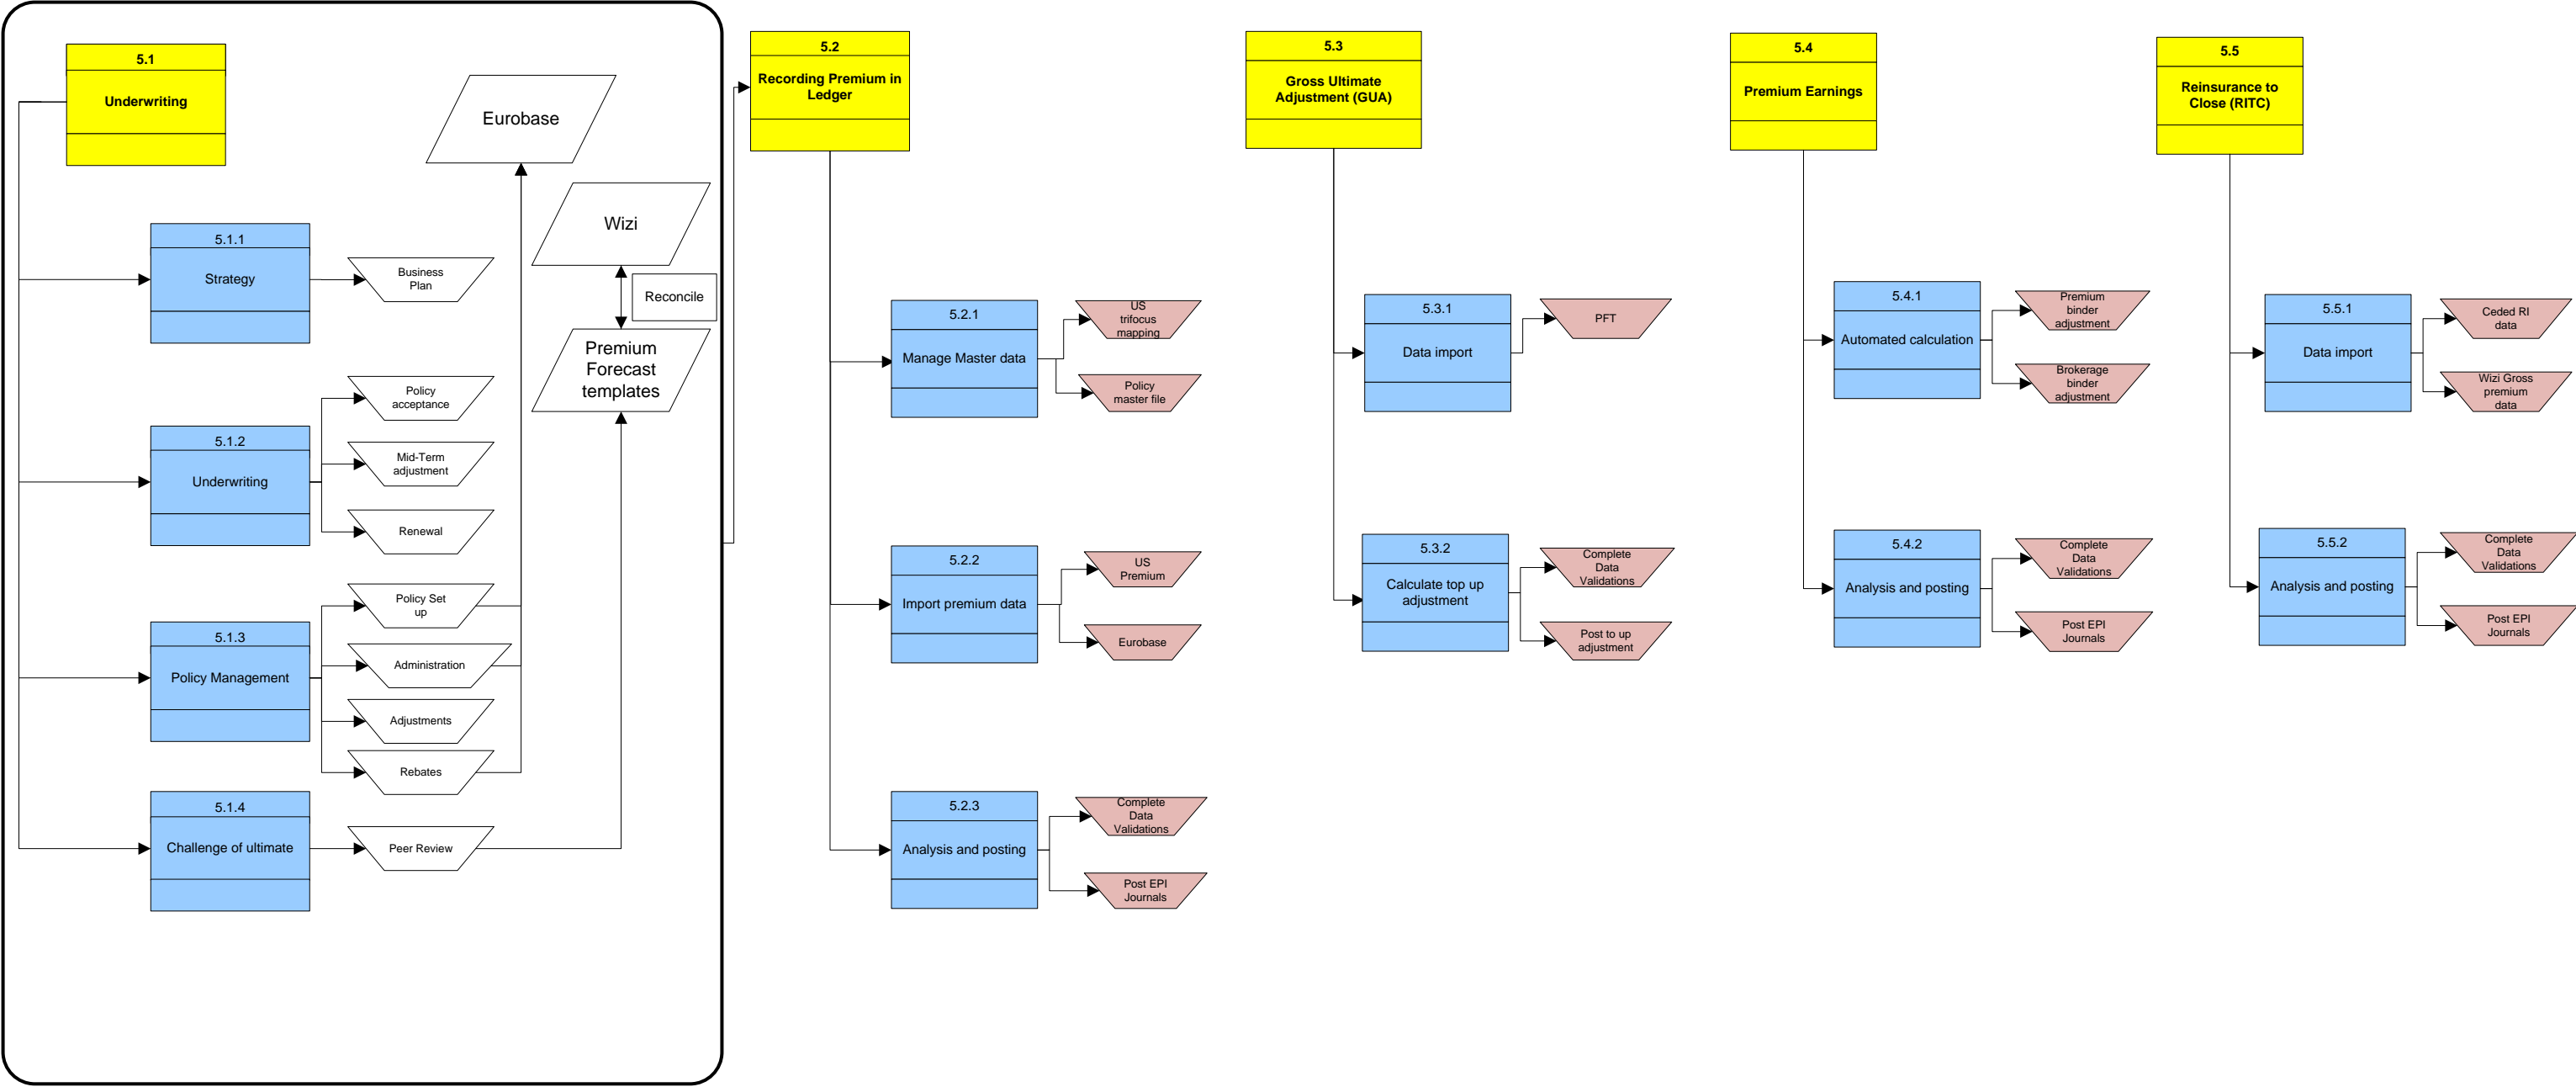 5.1
Underwriting
Eurobase
Wizi
Reconcile
Premium
Forecast
templates
5.1.1
Strategy
Business
Plan
5.1.2
Underwriting
Policy
acceptance
Mid-Term
adjustment
Renewal
5.1.3
Policy Management
Policy Set
up
Administration
Adjustments
Rebates
5.1.4
Challenge of ultimate
Peer Review
5.2
Recording Premium in
Ledger
5.2.1
Manage Master data
US
trifocus
mapping
Policy
master file
5.2.2
Import premium data
US
Premium
Eurobase
5.2.3
Analysis and posting
Complete
Data
Validations
Post EPI
Journals
5.3
Gross Ultimate
Adjustment (GUA)
5.3.1
Data import
PFT
5.3.2
Calculate top up
adjustment
Complete
Data
Validations
Post to up
adjustment
5.4
Premium Earnings
5.4.1
Automated calculation
Premium
binder
adjustment
Brokerage
binder
adjustment
5.4.2
Analysis and posting
Complete
Data
Validations
Post EPI
Journals
5.5
Reinsurance to
Close (RITC)
5.5.1
Data import
Ceded RI
data
Wizi Gross
premium
data
5.5.2
Analysis and posting
Complete
Data
Validations
Post EPI
Journals